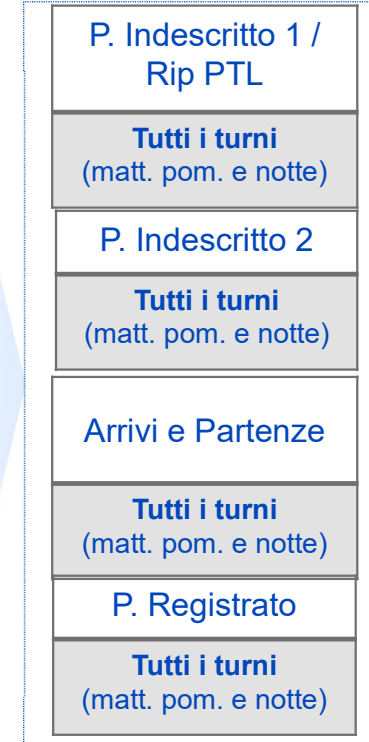 P. Indescritto 1 /
Rip PTL
Tutti i turni
(matt. pom. e notte)
P. Indescritto 2
Tutti i turni
(matt. pom. e notte)
Arrivi e Partenze
Tutti i turni
(matt. pom. e notte)
P. Registrato
Tutti i turni
(matt. pom. e notte)